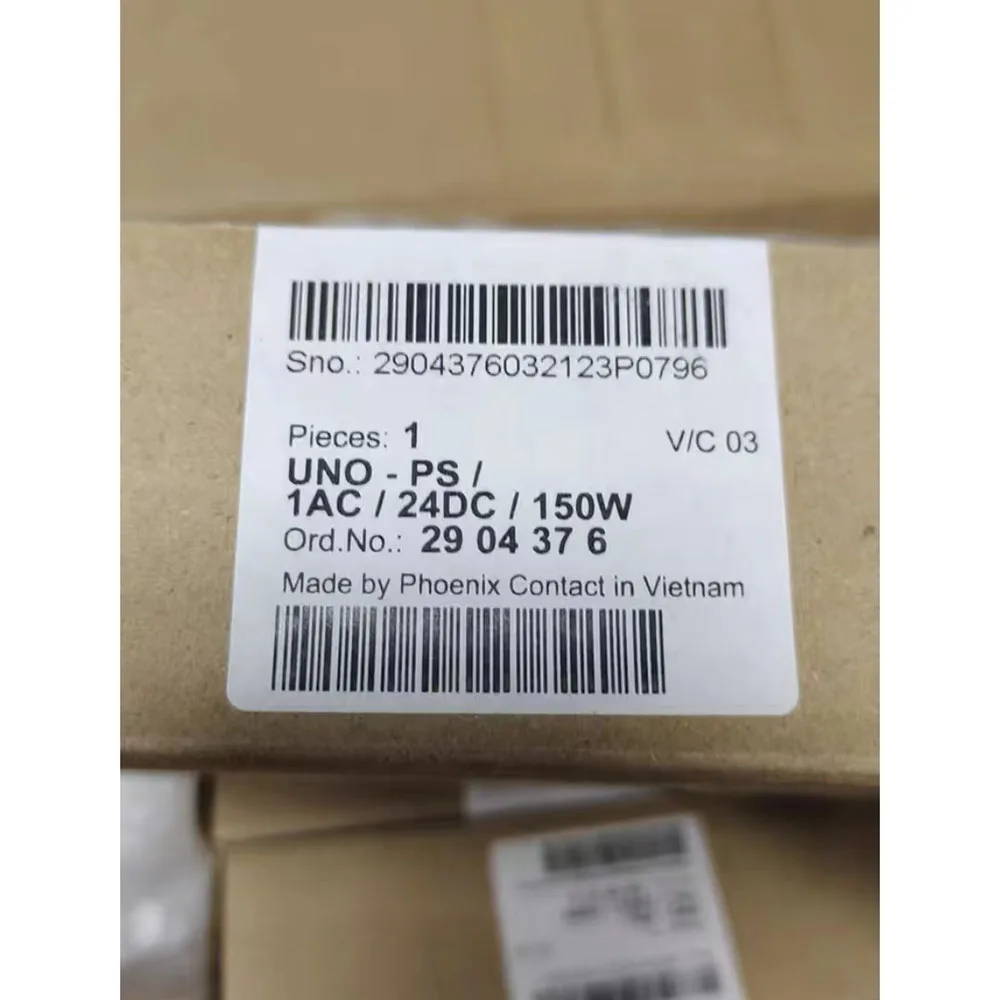 Sno.: 2904376032123P0796
Pieces: 1 V/C 03
UNO - PS /
1AC / 24DC / 150W
Ord.No.: 29 04 37 6
Made by Phoenix Contact in Vietnam